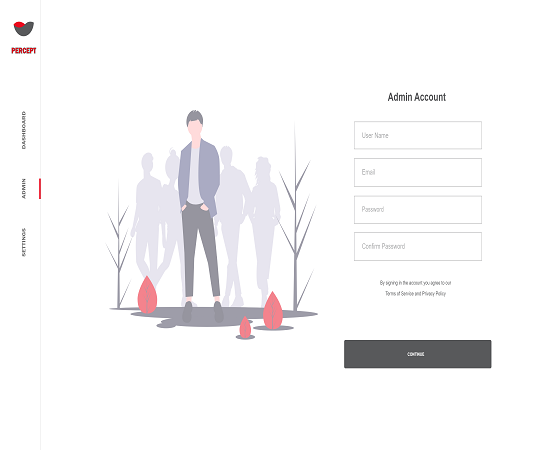 PERCEPT
DASHBOARD
ADMIN
SETTINGS
Admin Account
User Name
Email
Password
Confirm Password
By signing in the account you agree to our
Terms of Service and Privacy Policy
CONTINUE